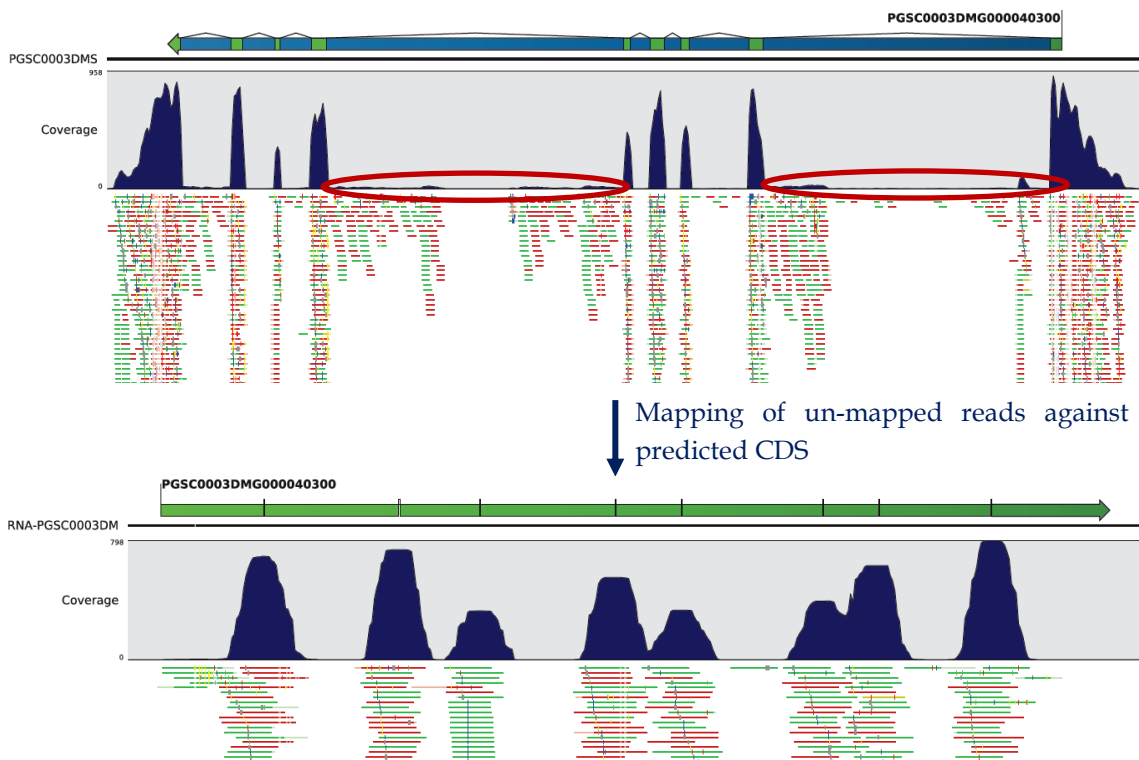 PGSC0003DMG000040300
PGSC0003DMS
958
Coverage
0
Mapping of un-mapped reads against
predicted CDS
PGSC0003DMG000040300
RNA-PGSC0003DM
798
Coverage
0